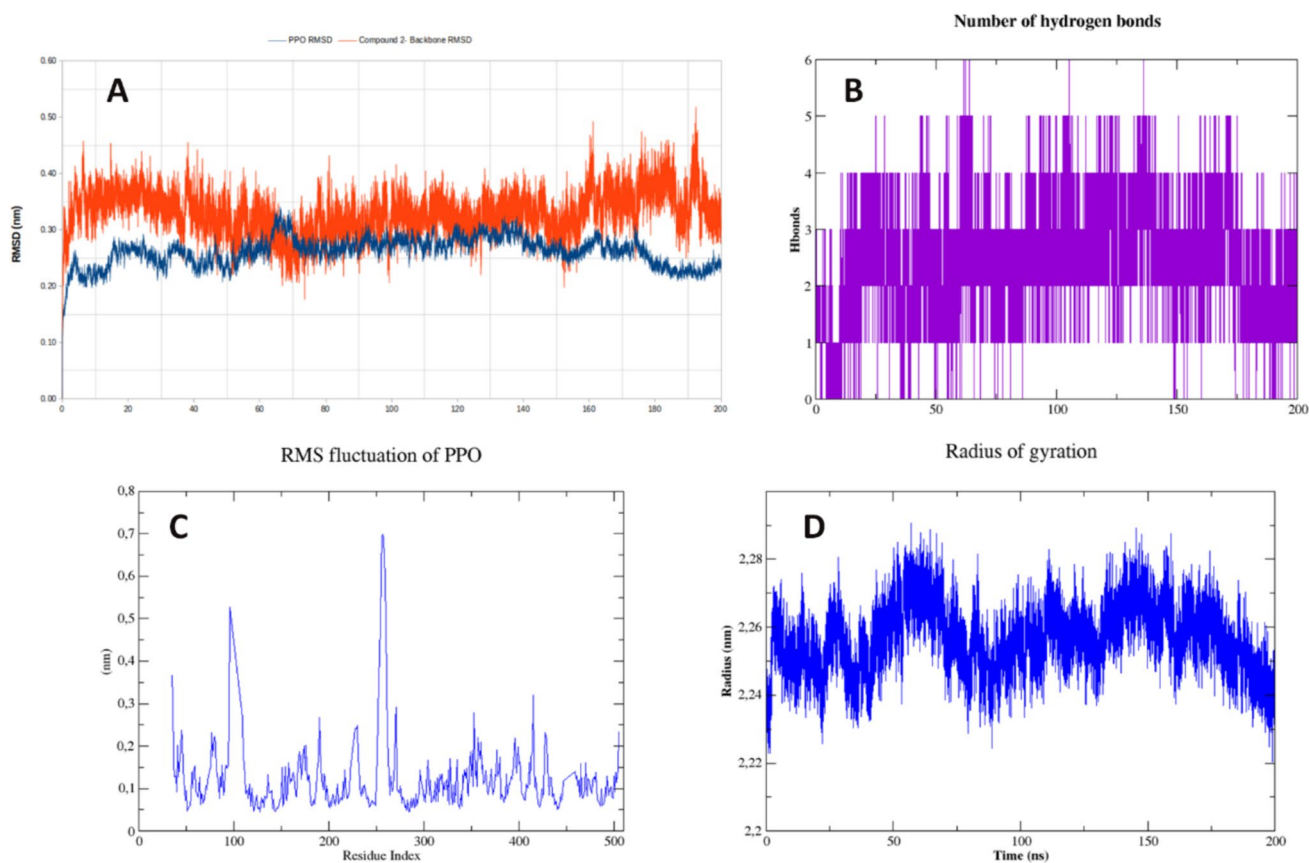 PPO RMSD Compound 2- Backbone RMSD
A
RMSD (nm)
0.60
0.50
0.40
0.30
0.20
0.10
0.00
0 20 40 60 80 100 120 140 160 180 200
Number of hydrogen bonds
B
Hbonds
6
5
4
3
2
1
0
0 50 100 150 200
RMS fluctuation of PPO
C
(nm)
0,8
0,7
0,6
0,5
0,4
0,3
0,2
0,1
0
0 100 200 300 400 500
Residue Index
Radius of gyration
D
Radius (nm)
2,28
2,26
2,24
2,22
2,2
0 50 100 150 200
Time (ns)